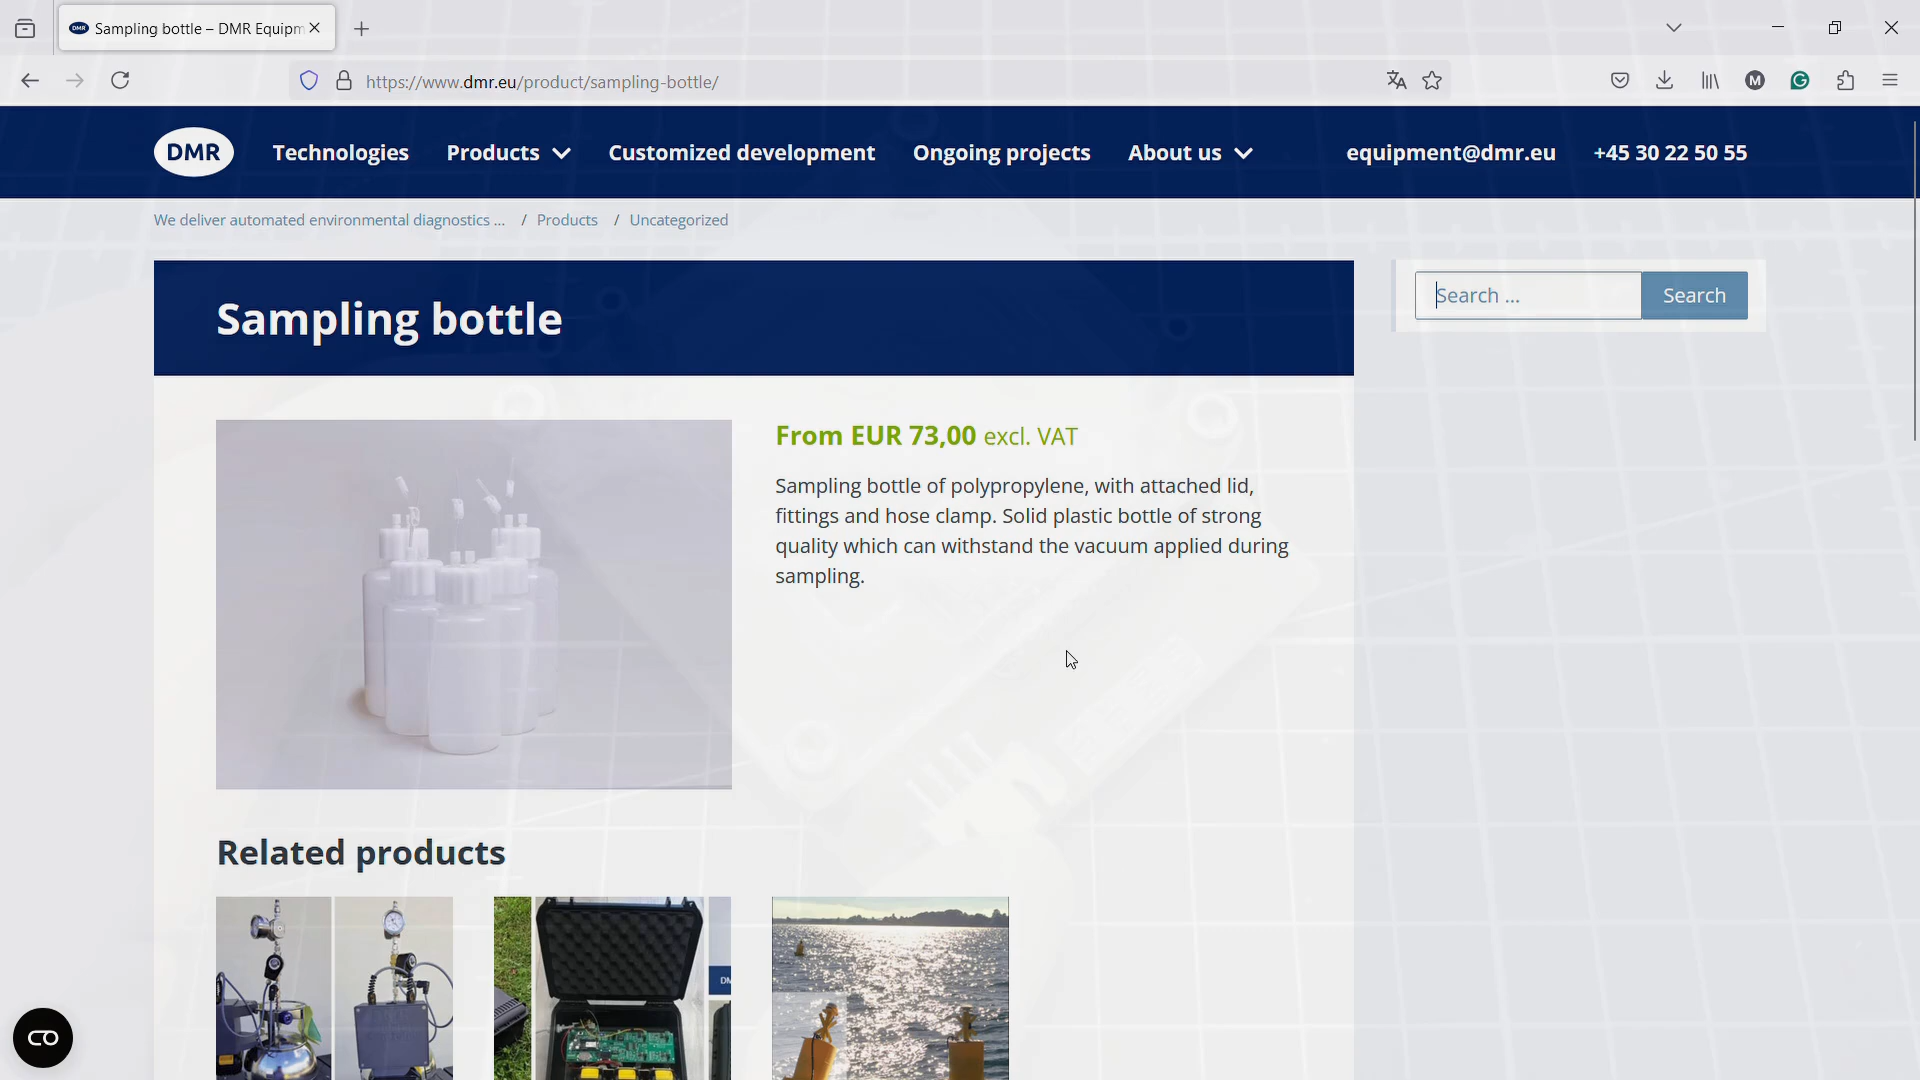 Sampling bottle – DMR Equipm
https://www.dmr.eu/product/sampling-bottle/
M
DMR
Technologies
Products
Customized development
Ongoing projects
About us
equipment@dmr.eu
+45 30 22 50 55
We deliver automated environmental diagnostics ... / Products / Uncategorized
Sampling bottle
Search ...
Search
From EUR 73,00 excl. VAT
Sampling bottle of polypropylene, with attached lid,
fittings and hose clamp. Solid plastic bottle of strong
quality which can withstand the vacuum applied during
sampling.
Related products